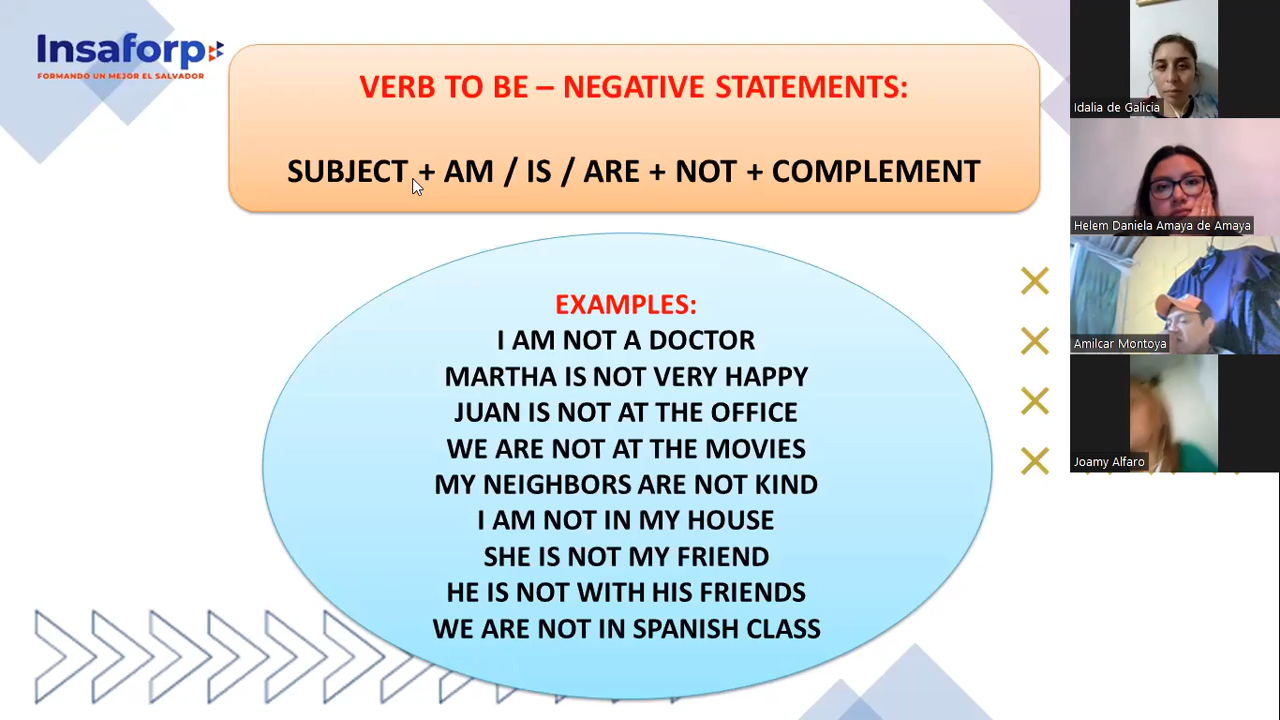 Insaforp
FORMANDO UN MEJOR EL SALVADOR
VERB TO BE – NEGATIVE STATEMENTS:
SUBJECT + AM / IS / ARE + NOT + COMPLEMENT
EXAMPLES:
I AM NOT A DOCTOR
MARTHA IS NOT VERY HAPPY
JUAN IS NOT AT THE OFFICE
WE ARE NOT AT THE MOVIES
MY NEIGHBORS ARE NOT KIND
I AM NOT IN MY HOUSE
SHE IS NOT MY FRIEND
HE IS NOT WITH HIS FRIENDS
WE ARE NOT IN SPANISH CLASS
Idalia de Galicia
Helem Daniela Amaya de Amaya
Amilcar Montoya
Joamy Alfaro